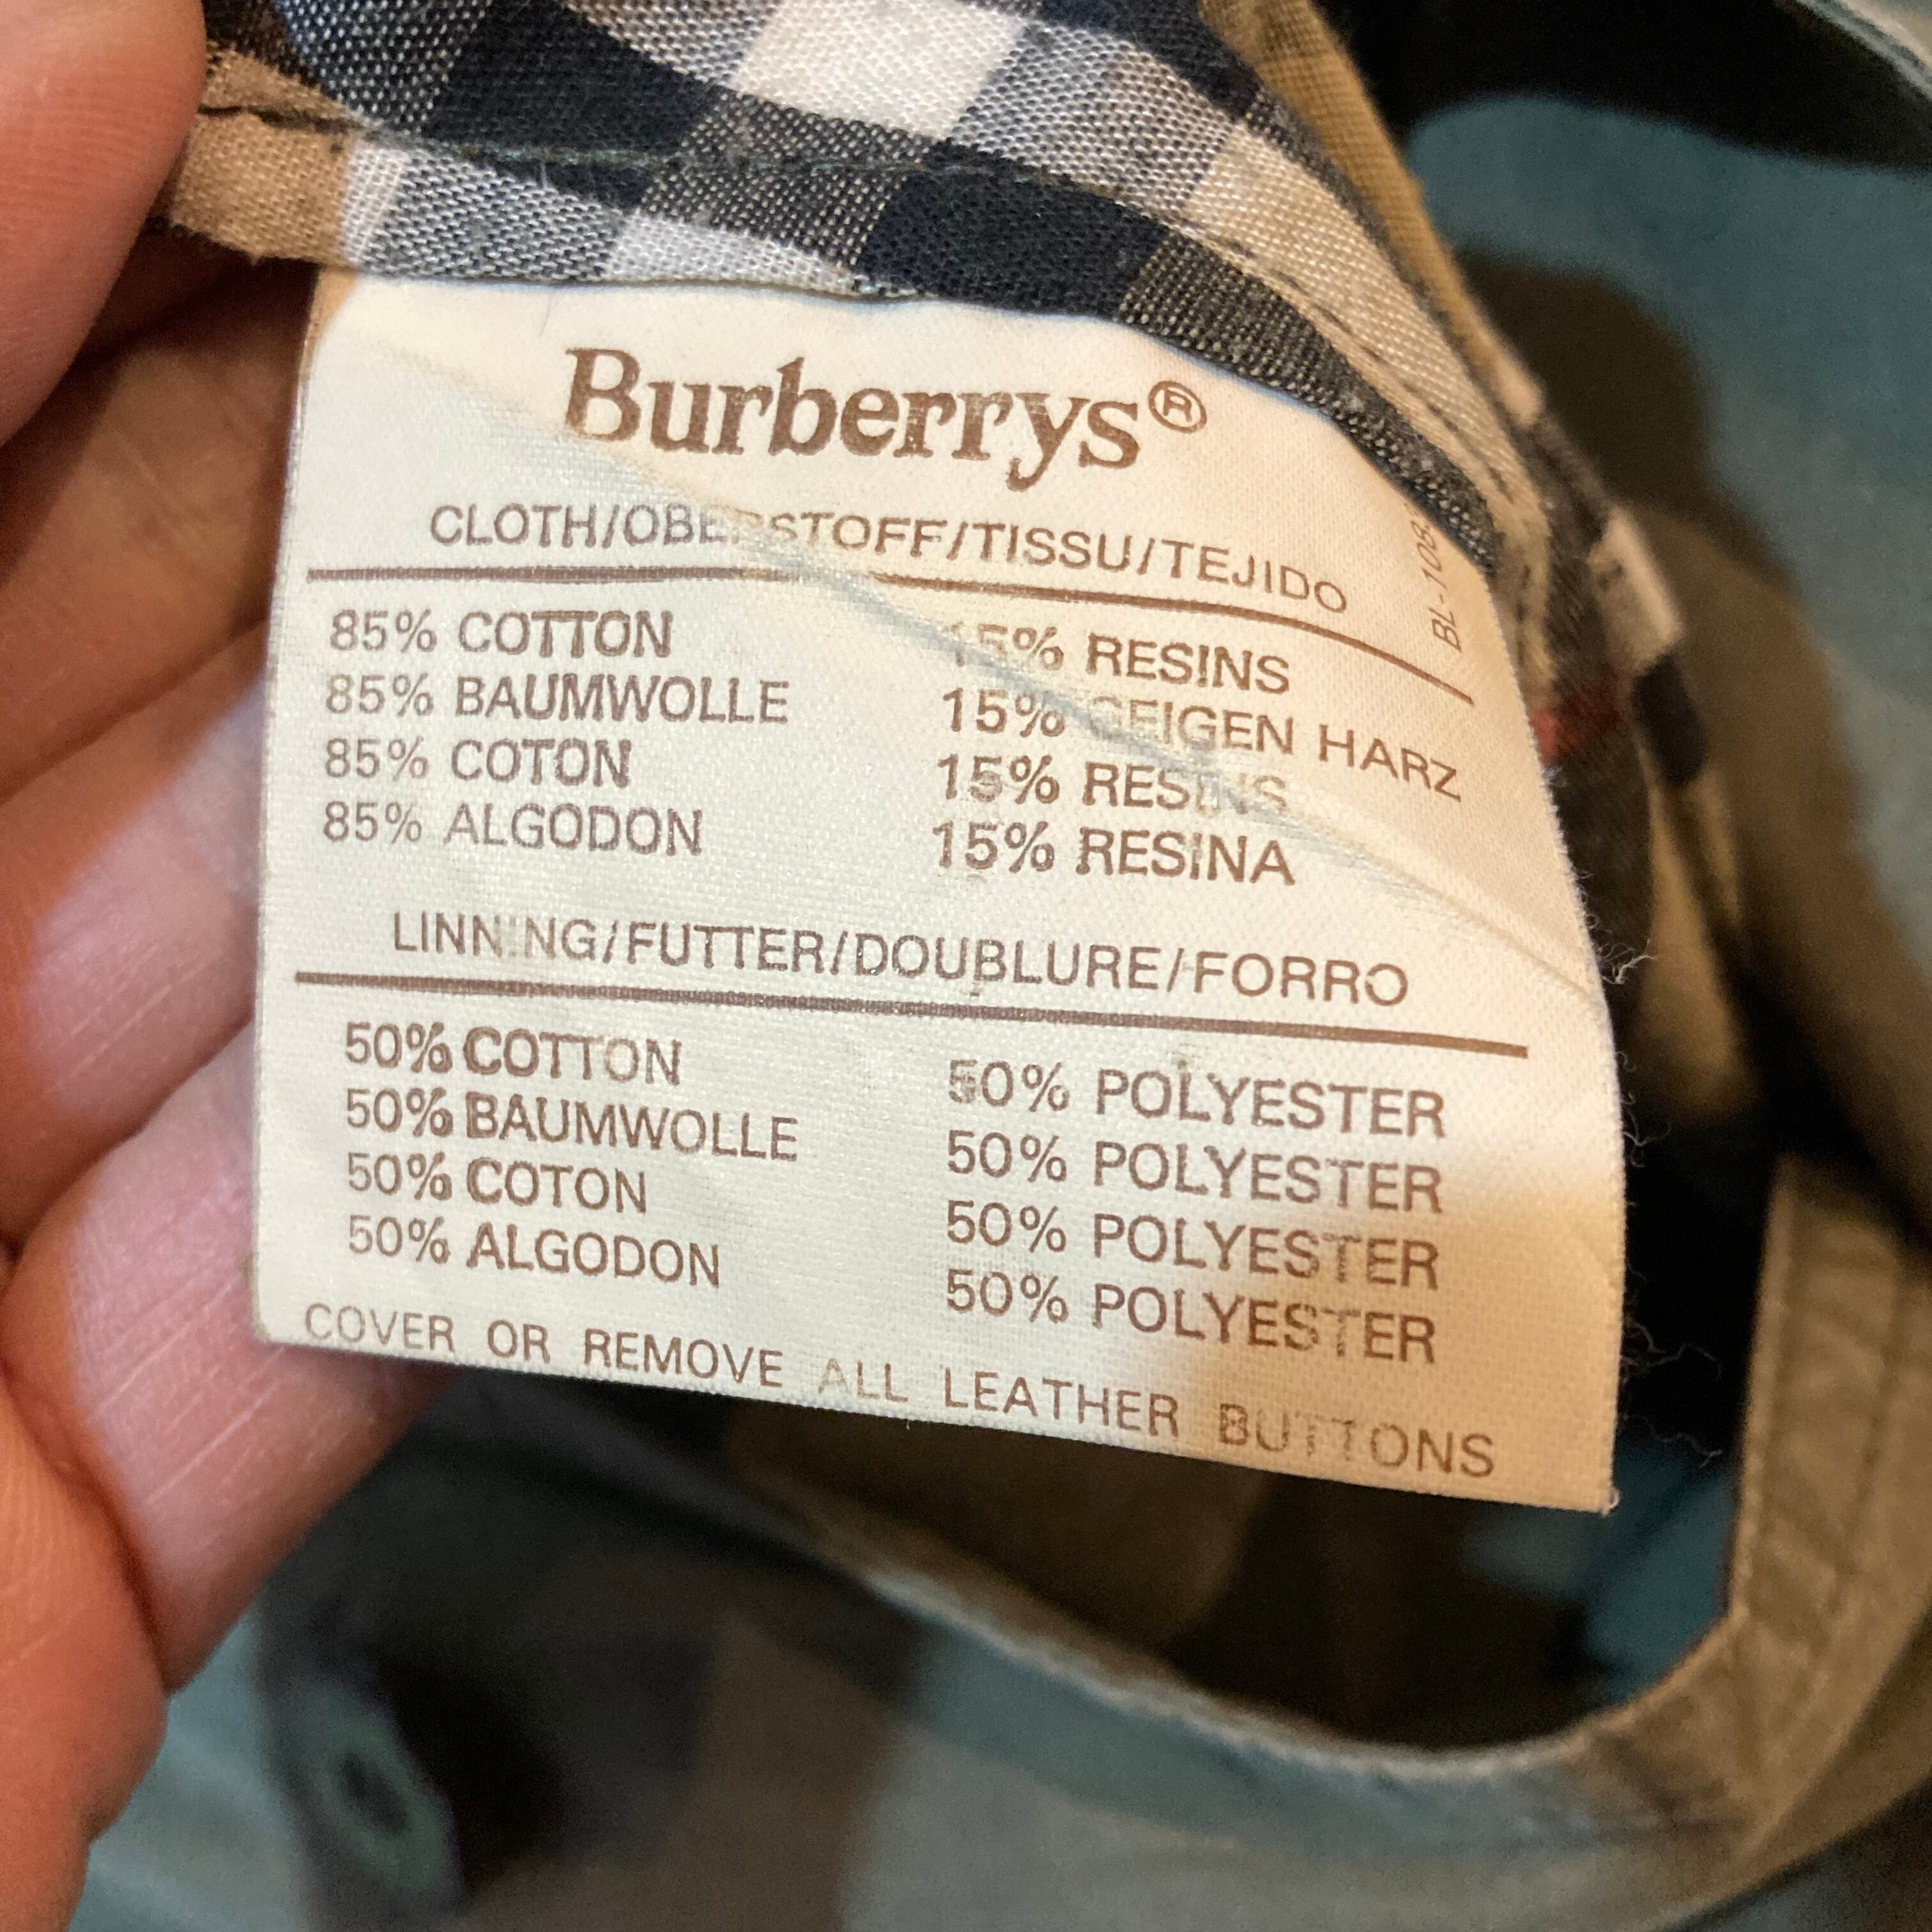 Burberrys®
CLOTH/OBERSTOFF/TISSU/TEJIDO
85% COTTON 15% RESINS
85% BAUMWOLLE 15% GEIGEN HARZ
85% COTON 15% RESINS
85% ALGODON 15% RESINA
LINNING/FUTTER/DOUBLURE/FORRO
50% COTTON 50% POLYESTER
50% BAUMWOLLE 50% POLYESTER
50% COTON 50% POLYESTER
50% ALGODON 50% POLYESTER
COVER OR REMOVE ALL LEATHER BUTTONS